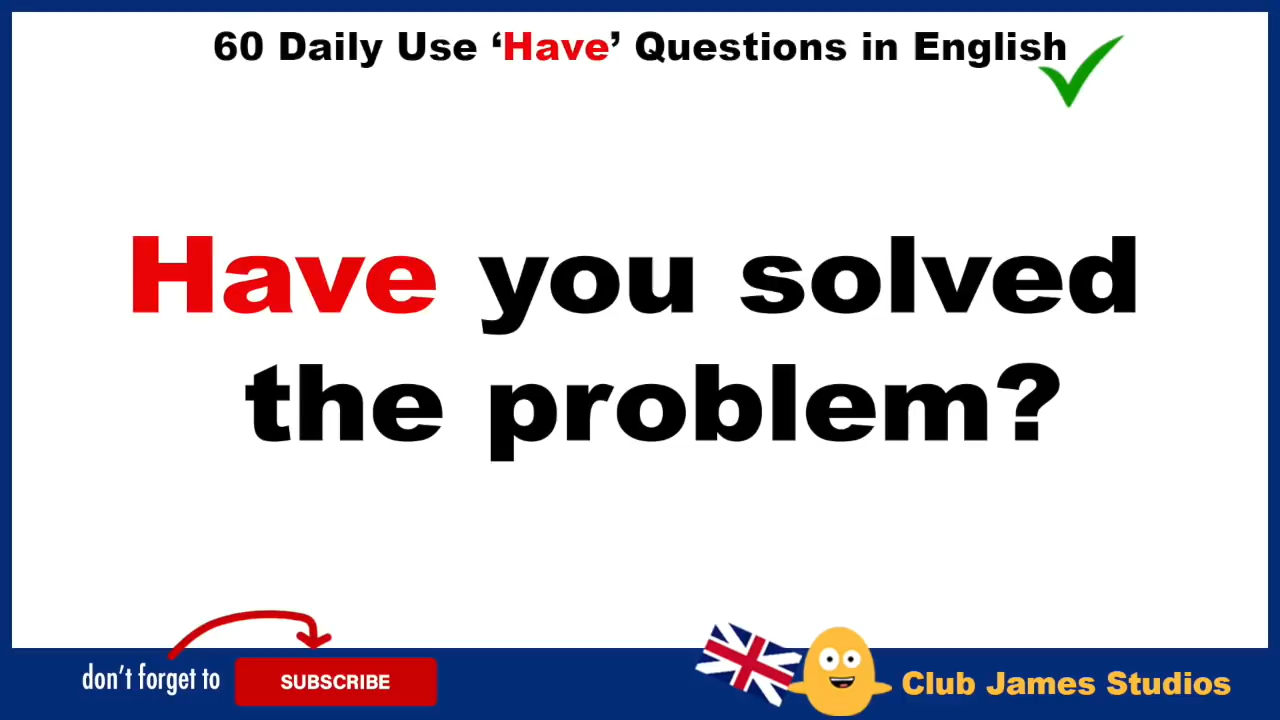 60 Daily Use ‘Have’ Questions in English
Have you solved
the problem?
don't forget to
SUBSCRIBE
Club James Studios